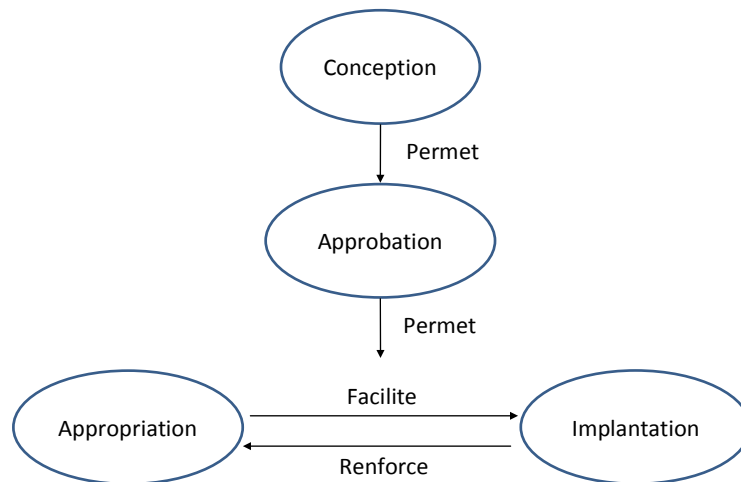 Conception
Permet
Approbation
Permet
Facilite
Appropriation
Implantation
Renforce